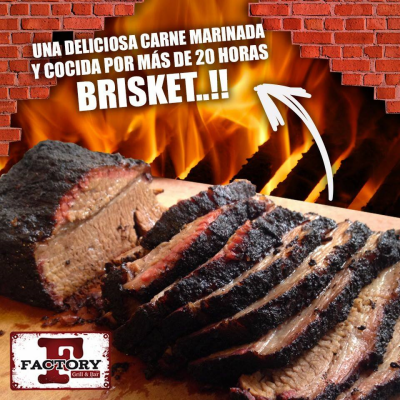 UNA DELICIOSA CARNE MARINADA
Y COCIDA POR MÁS DE 20 HORAS
BRISKET..!!
F
FACTORY
Grill & Bar